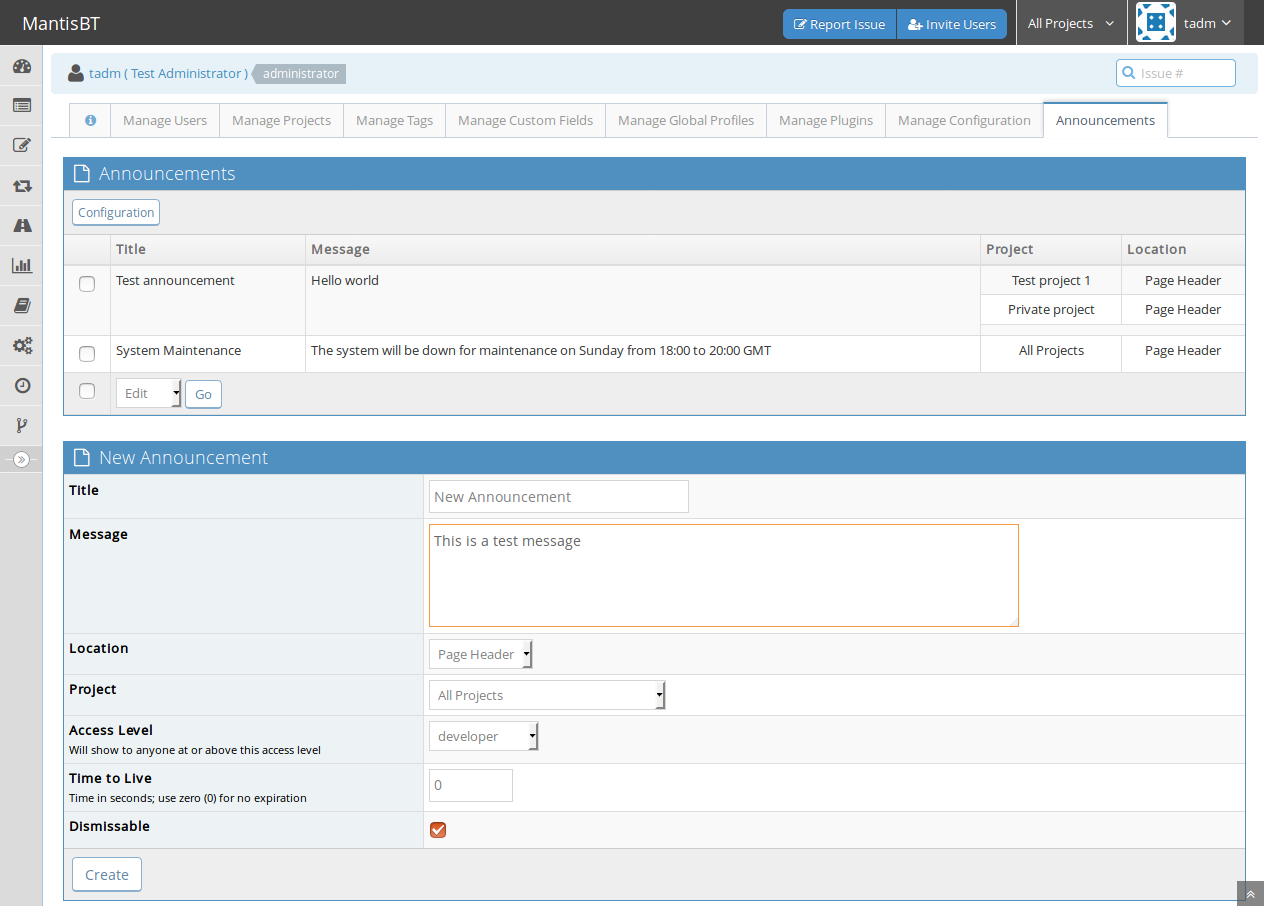 MantisBT
Report Issue Invite Users All Projects tadm
tadm ( Test Administrator ) administrator Issue #
Manage Users Manage Projects Manage Tags Manage Custom Fields Manage Global Profiles Manage Plugins Manage Configuration Announcements
Announcements
Configuration
Title Message Project Location
Test announcement Hello world Test project 1 Page Header
Private project Page Header
System Maintenance The system will be down for maintenance on Sunday from 18:00 to 20:00 GMT All Projects Page Header
Edit Go
New Announcement
Title New Announcement
Message This is a test message
Location Page Header
Project All Projects
Access Level developer
Will show to anyone at or above this access level
Time to Live 0
Time in seconds; use zero (0) for no expiration
Dismissable
Create